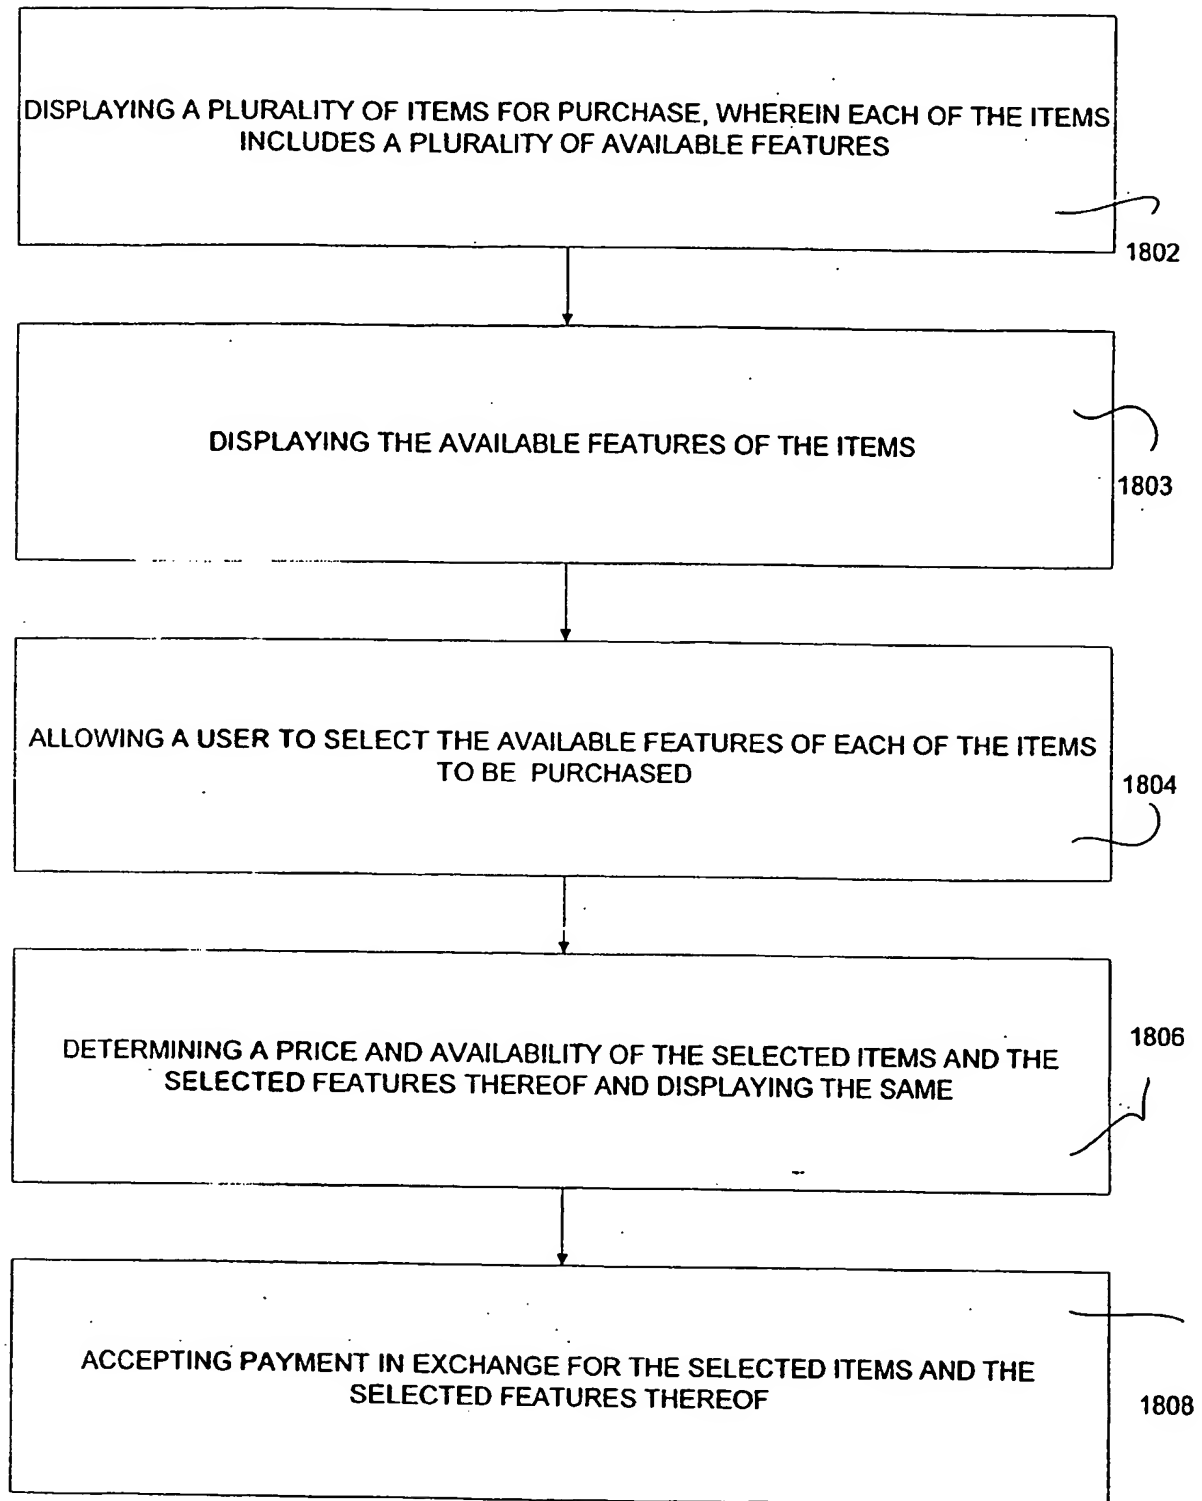 DISPLAYING A PLURALITY OF ITEMS FOR PURCHASE, WHEREIN EACH OF THE ITEMS
INCLUDES A PLURALITY OF AVAILABLE FEATURES
1802
DISPLAYING THE AVAILABLE FEATURES OF THE ITEMS
1803
ALLOWING A USER TO SELECT THE AVAILABLE FEATURES OF EACH OF THE ITEMS
TO BE PURCHASED
1804
DETERMINING A PRICE AND AVAILABILITY OF THE SELECTED ITEMS AND THE
SELECTED FEATURES THEREOF AND DISPLAYING THE SAME
1806
ACCEPTING PAYMENT IN EXCHANGE FOR THE SELECTED ITEMS AND THE
SELECTED FEATURES THEREOF
1808